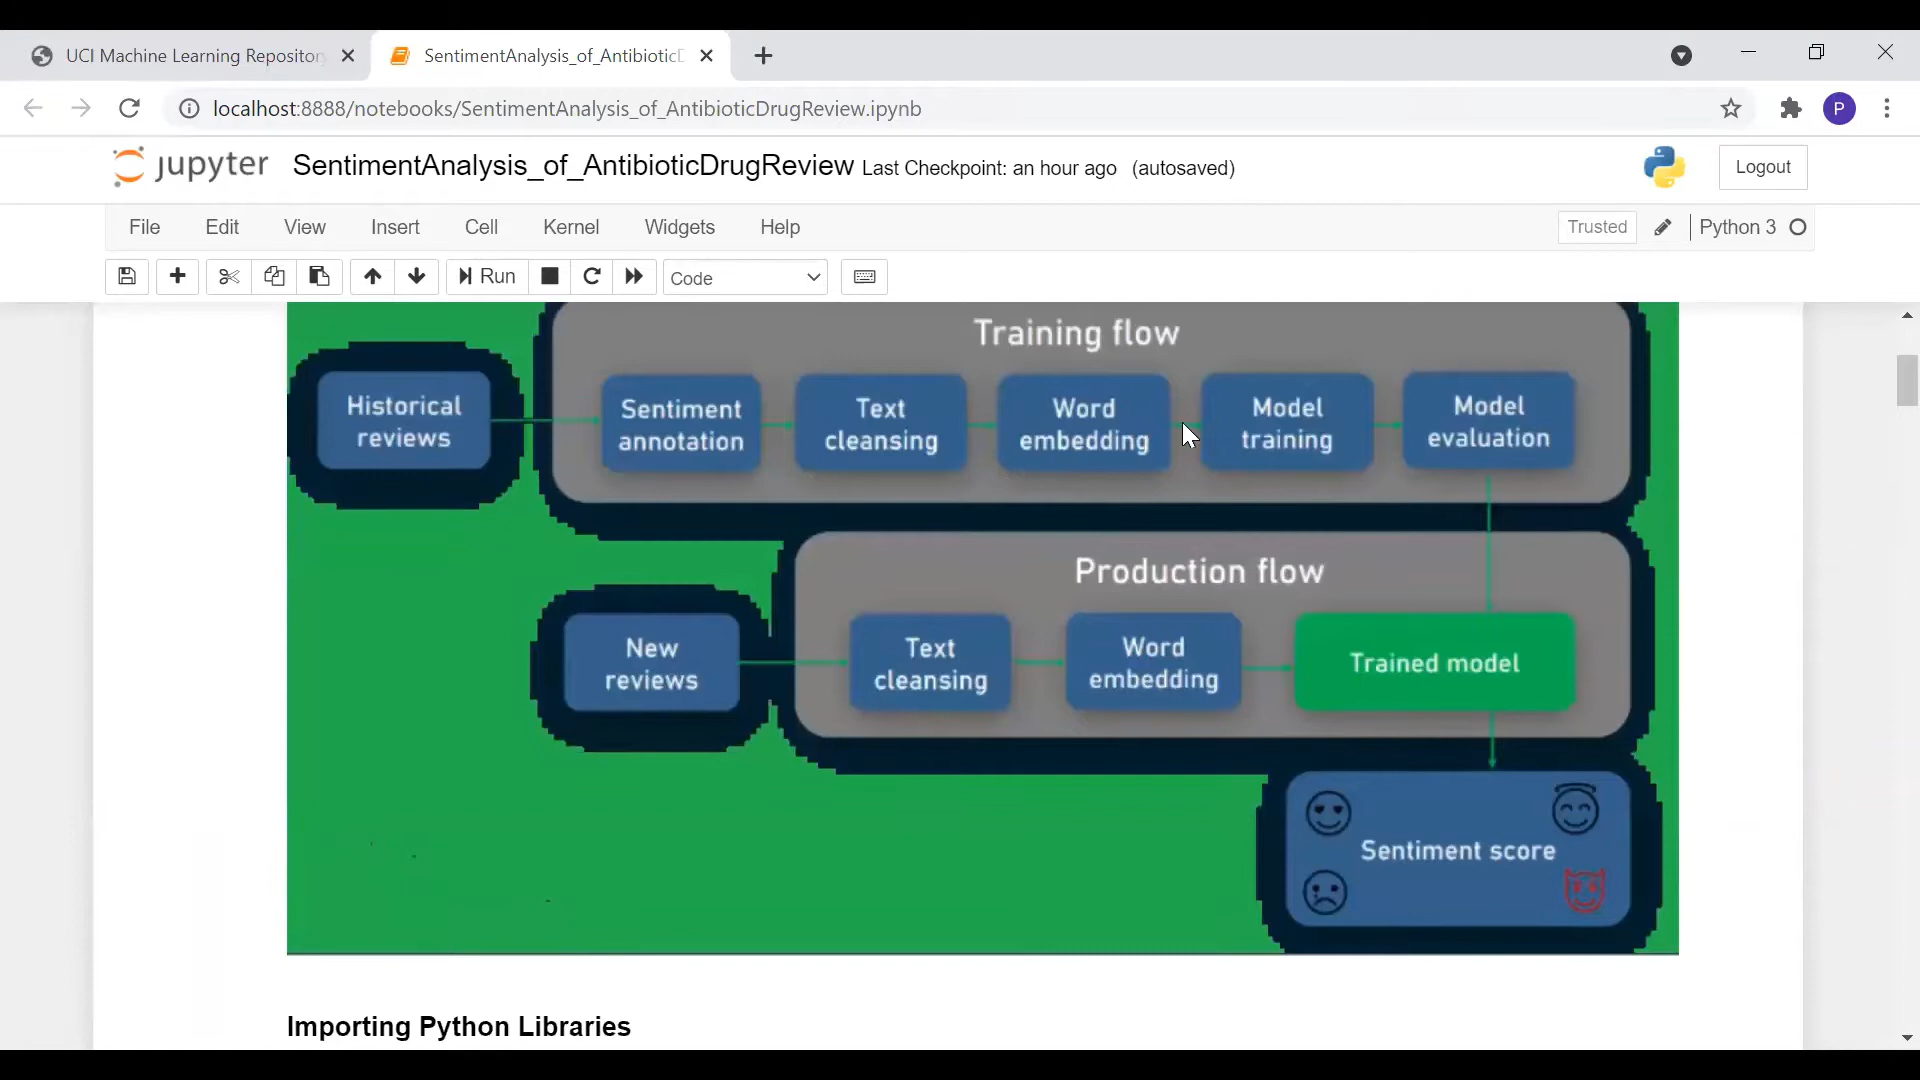 UCI Machine Learning Repository
SentimentAnalysis_of_Antibiotic
localhost:8888/notebooks/SentimentAnalysis_of_AntibioticDrugReview.ipynb
P
jupyter SentimentAnalysis_of_AntibioticDrugReview Last Checkpoint: an hour ago (autosaved)
Logout
File Edit View Insert Cell Kernel Widgets Help
Trusted Python 3
Run
Code
Training flow
Historical
reviews
Sentiment
annotation
Text
cleansing
Word
embedding
Model
training
Model
evaluation
Production flow
New
reviews
Text
cleansing
Word
embedding
Trained model
Sentiment score
Importing Python Libraries